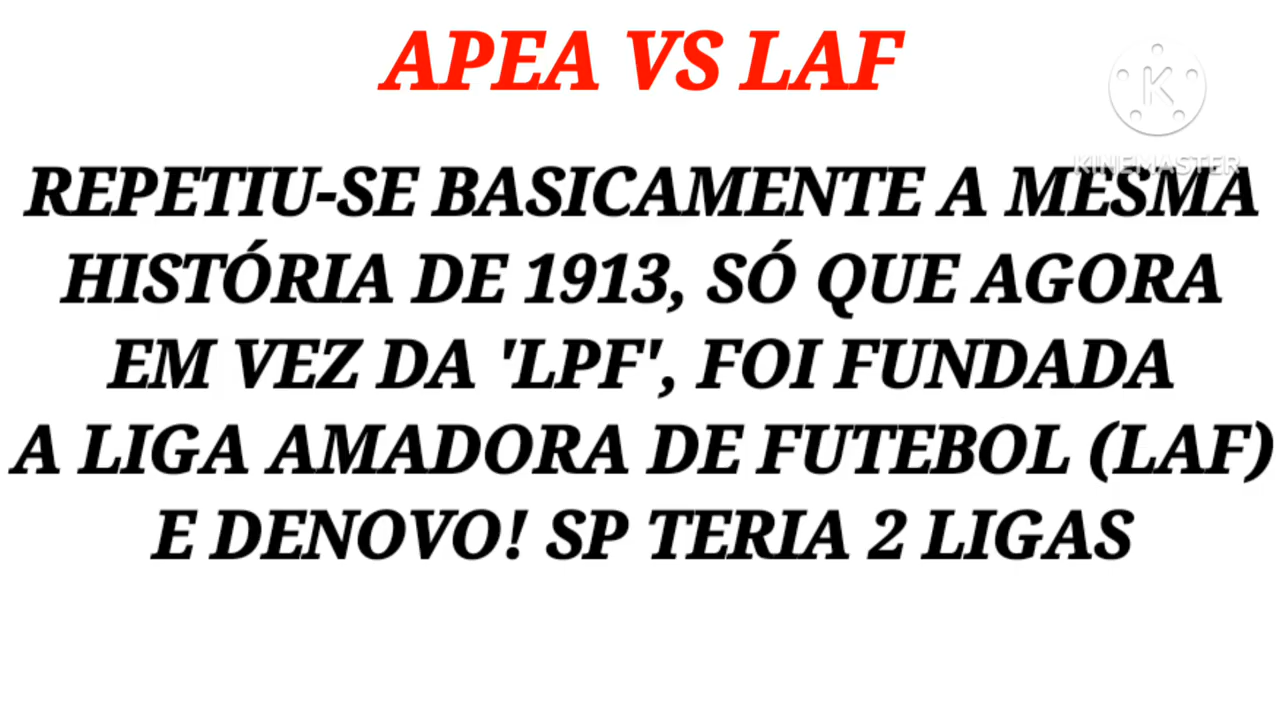 APEA VS LAF
K
KINEMASTER
REPETIU-SE BASICAMENTE A MESMA
HISTÓRIA DE 1913, SÓ QUE AGORA
EM VEZ DA 'LPF', FOI FUNDADA
A LIGA AMADORA DE FUTEBOL (LAF)
E DENOVO! SP TERIA 2 LIGAS